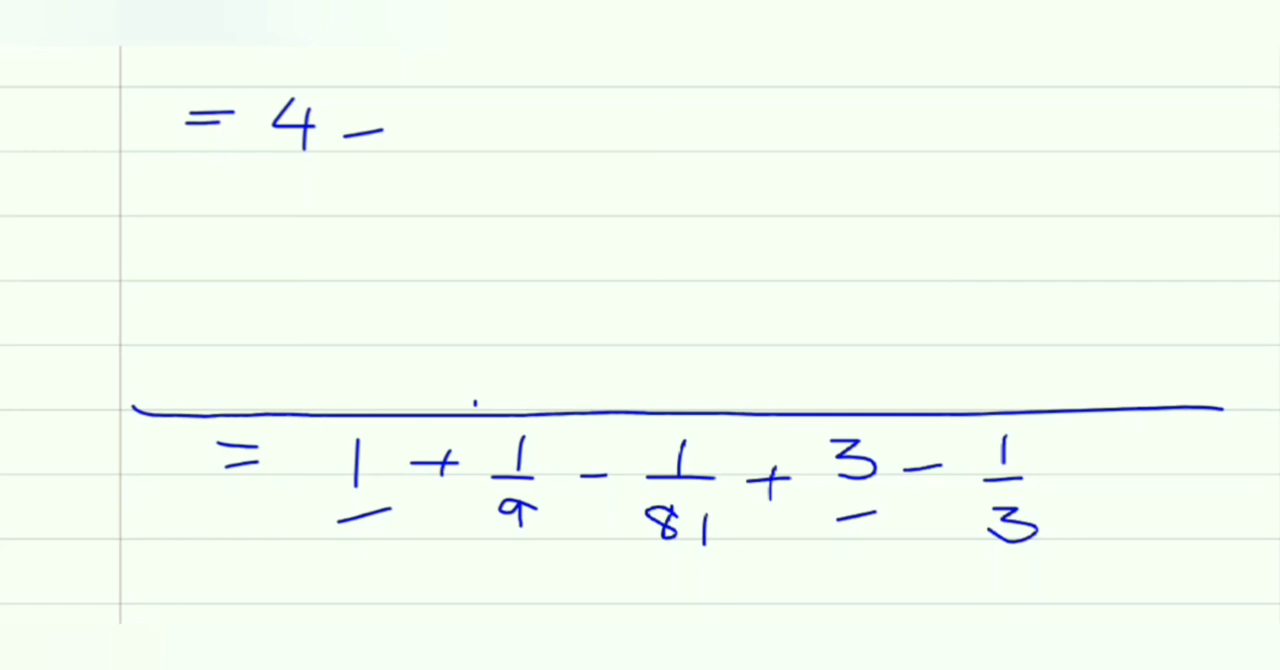 = 4 -
= 1 + 1/9 - 1/81 + 3 - 1/3